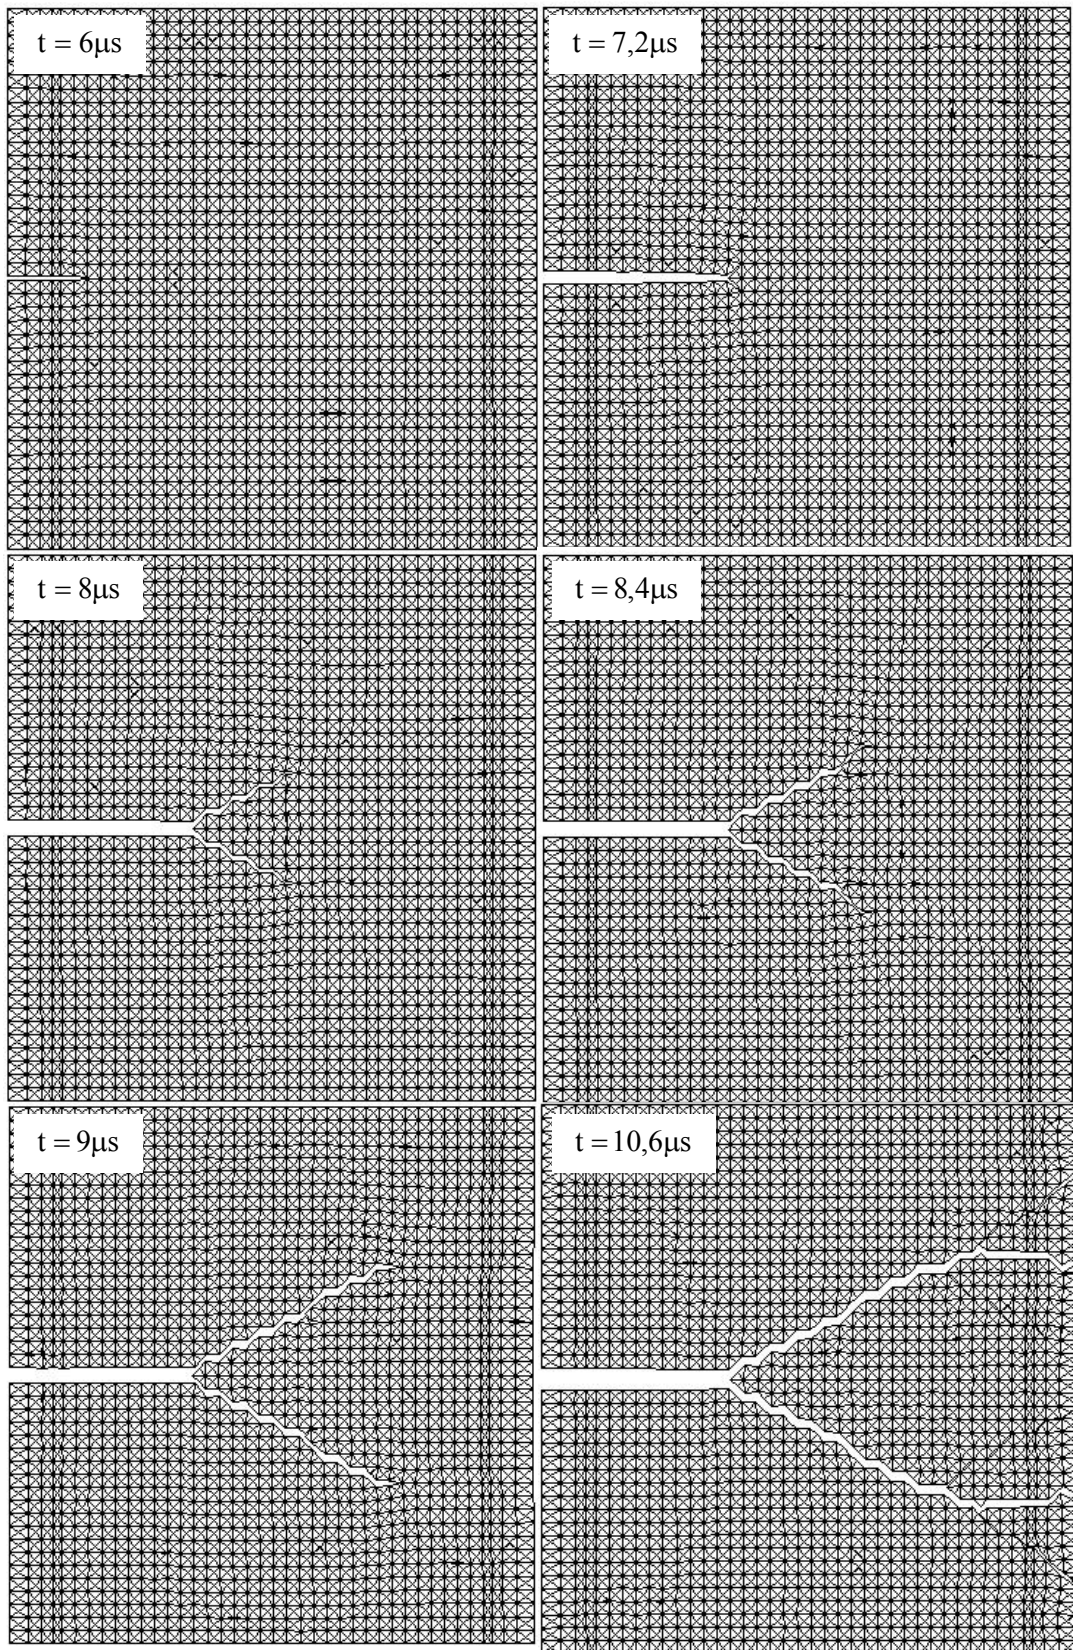 t = 6μs
t = 7,2μs
t = 8μs
t = 8,4μs
t = 9μs
t = 10,6μs